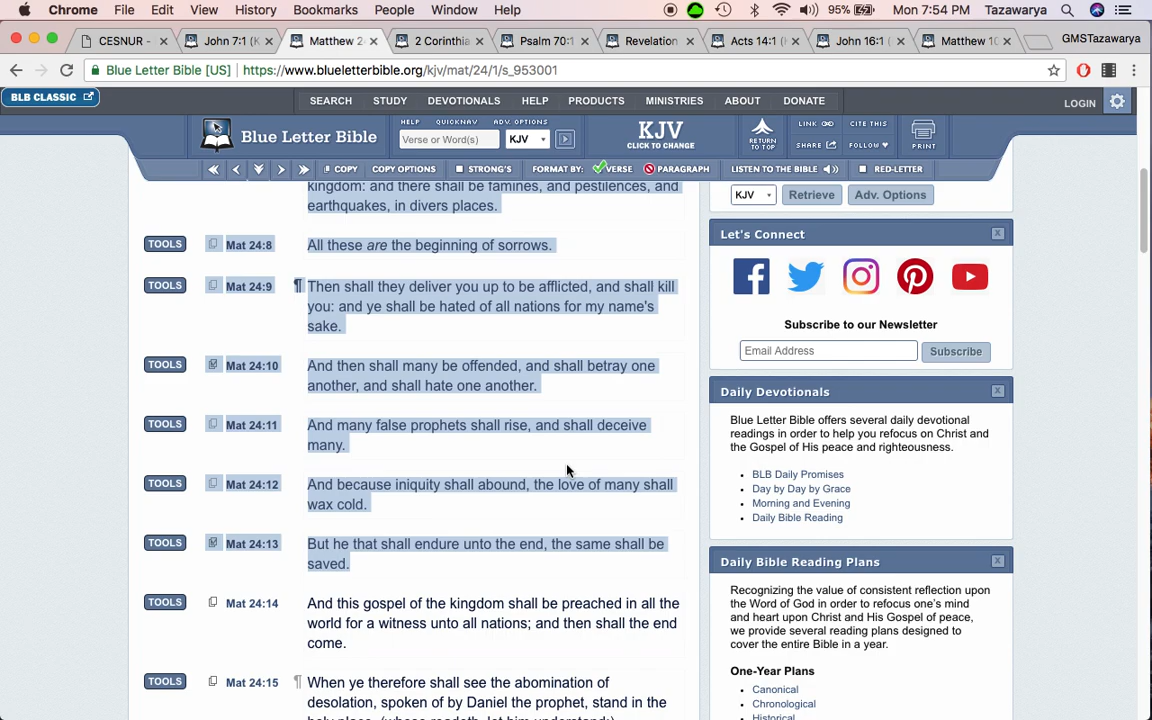 Chrome File Edit View History Bookmarks People Window Help 95% Mon 7:54 PM Tazawarya
CESNUR - John 7:1 (K Matthew 2 2 Corinthia Psalm 70:1 Revelation Acts 14:1 ( John 16:1 ( Matthew 10 GMSTazawarya
Blue Letter Bible [US] https://www.blueletterbible.org/kjv/mat/24/1/s_953001
BLB CLASSIC
SEARCH STUDY DEVOTIONALS HELP PRODUCTS MINISTRIES ABOUT DONATE LOGIN
Blue Letter Bible
HELP QUICKNAV ADV. OPTIONS
Verse or Word(s) KJV
KJV
CLICK TO CHANGE
RETURN
TO TOP
LINK CITE THIS
SHARE FOLLOW
PRINT
COPY COPY OPTIONS STRONG'S FORMAT BY: VERSE PARAGRAPH LISTEN TO THE BIBLE RED-LETTER
kingdom: and there shall be famines, and pestilences, and
earthquakes, in divers places.
TOOLS Mat 24:8 All these are the beginning of sorrows.
TOOLS Mat 24:9 ¶ Then shall they deliver you up to be afflicted, and shall kill
you: and ye shall be hated of all nations for my name's
sake.
TOOLS Mat 24:10 And then shall many be offended, and shall betray one
another, and shall hate one another.
TOOLS Mat 24:11 And many false prophets shall rise, and shall deceive
many.
TOOLS Mat 24:12 And because iniquity shall abound, the love of many shall
wax cold.
TOOLS Mat 24:13 But he that shall endure unto the end, the same shall be
saved.
TOOLS Mat 24:14 And this gospel of the kingdom shall be preached in all the
world for a witness unto all nations; and then shall the end
come.
TOOLS Mat 24:15 ¶ When ye therefore shall see the abomination of
desolation, spoken of by Daniel the prophet, stand in the
holy place, (whoso readeth, let him understand:)
KJV Retrieve Adv. Options
Let's Connect
Subscribe to our Newsletter
Email Address Subscribe
Daily Devotionals
Blue Letter Bible offers several daily devotional
readings in order to help you refocus on Christ and
the Gospel of His peace and righteousness.
• BLB Daily Promises
• Day by Day by Grace
• Morning and Evening
• Daily Bible Reading
Daily Bible Reading Plans
Recognizing the value of consistent reflection upon
the Word of God in order to refocus one's mind
and heart upon Christ and His Gospel of peace,
we provide several reading plans designed to
cover the entire Bible in a year.
One-Year Plans
• Canonical
• Chronological
• Historical